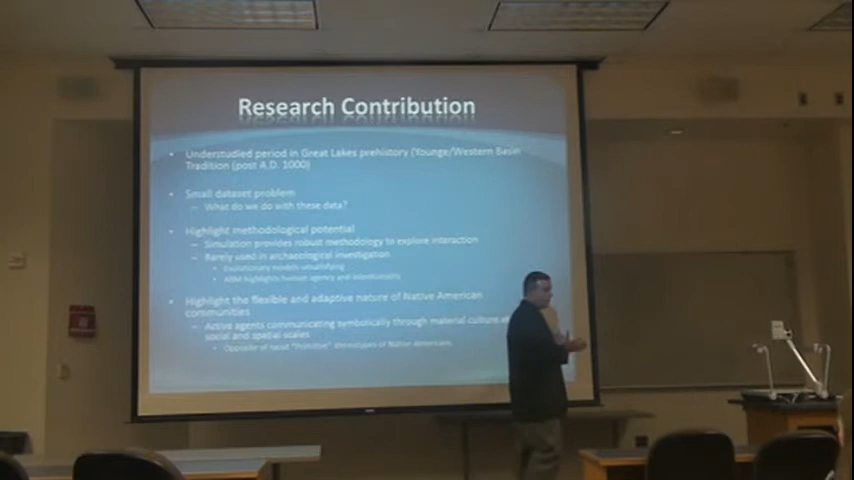 Research Contribution
• Understudied period in Great Lakes prehistory (Younge/Western Basin
Tradition (post A.D. 1000)
• Small dataset problem
– What do we do with these data?
• Highlight methodological potential
– Simulation provides robust methodology to explore interaction
– Rarely used in archaeological investigation
• Evolutionary models unsatisfying
• ABM highlights human agency and intentionality
• Highlight the flexible and adaptive nature of Native American
communities
– Active agents communicating symbolically through material culture
social and spatial scales
• Opposite of racist "Primitive" stereotypes of Native Americans